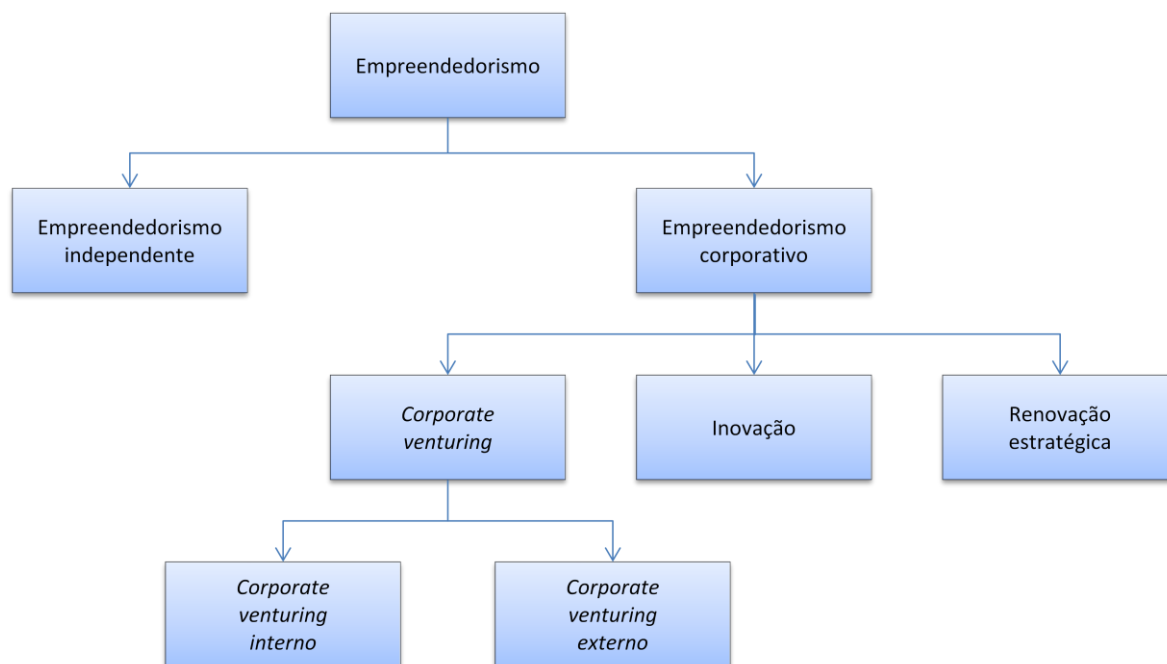 Empreendedorismo
Empreendedorismo
independente
Empreendedorismo
corporativo
Corporate
venturing
Inovação
Renovação
estratégica
Corporate
venturing
interno
Corporate
venturing
externo